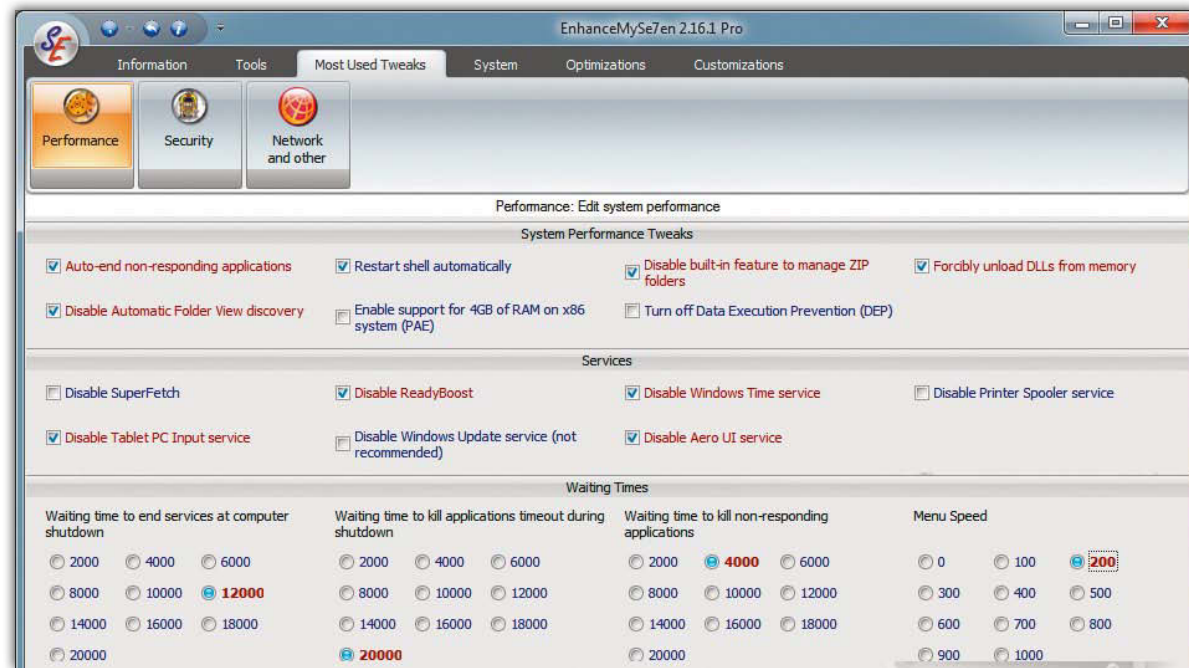 SE
EnhanceMySe7en 2.16.1 Pro
Information Tools Most Used Tweaks System Optimizations Customizations
Performance
Security
Network
and other
Performance: Edit system performance
System Performance Tweaks
Auto-end non-responding applications
Restart shell automatically
Disable built-in feature to manage ZIP
folders
Forcibly unload DLLs from memory
Disable Automatic Folder View discovery
Enable support for 4GB of RAM on x86
system (PAE)
Turn off Data Execution Prevention (DEP)
Services
Disable SuperFetch
Disable ReadyBoost
Disable Windows Time service
Disable Printer Spooler service
Disable Tablet PC Input service
Disable Windows Update service (not
recommended)
Disable Aero UI service
Waiting Times
Waiting time to end services at computer
shutdown
2000 4000 6000
8000 10000 12000
14000 16000 18000
20000
Waiting time to kill applications timeout during
shutdown
2000 4000 6000
8000 10000 12000
14000 16000 18000
20000
Waiting time to kill non-responding
applications
2000 4000 6000
8000 10000 12000
14000 16000 18000
20000
Menu Speed
0 100 200
300 400 500
600 700 800
900 1000